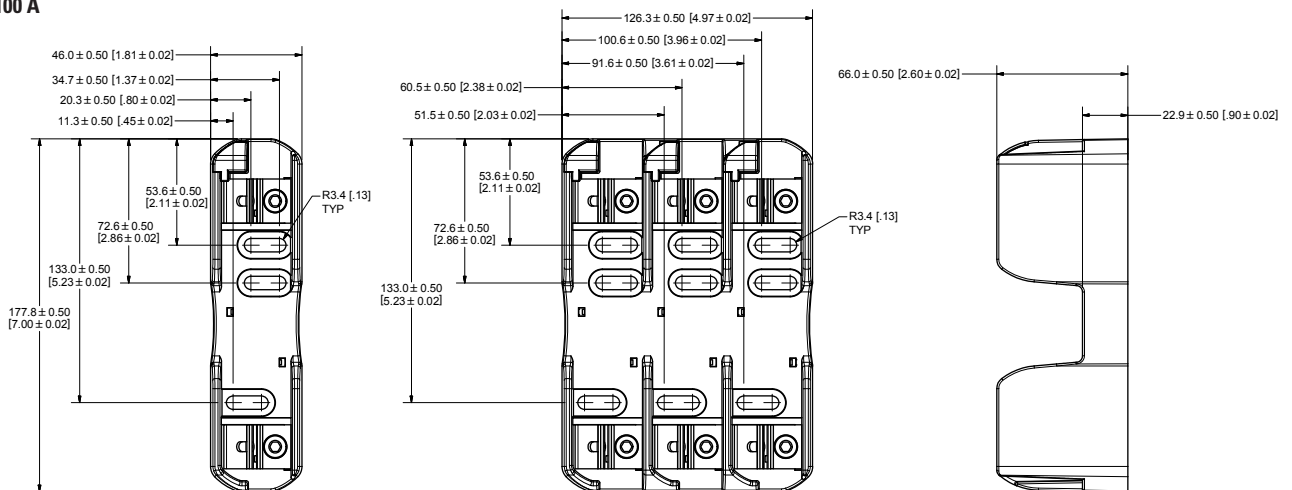 100 A
46.0 ± 0.50 [1.81 ± 0.02]
34.7 ± 0.50 [1.37 ± 0.02]
20.3 ± 0.50 [.80 ± 0.02]
11.3 ± 0.50 [.45 ± 0.02]
53.6 ± 0.50
[2.11 ± 0.02]
72.6 ± 0.50
[2.86 ± 0.02]
133.0 ± 0.50
[5.23 ± 0.02]
177.8 ± 0.50
[7.00 ± 0.02]
R3.4 [.13]
TYP
126.3 ± 0.50 [4.97 ± 0.02]
100.6 ± 0.50 [3.96 ± 0.02]
91.6 ± 0.50 [3.61 ± 0.02]
60.5 ± 0.50 [2.38 ± 0.02]
51.5 ± 0.50 [2.03 ± 0.02]
53.6 ± 0.50
[2.11 ± 0.02]
72.6 ± 0.50
[2.86 ± 0.02]
133.0 ± 0.50
[5.23 ± 0.02]
R3.4 [.13]
TYP
66.0 ± 0.50 [2.60 ± 0.02]
22.9 ± 0.50 [.90 ± 0.02]